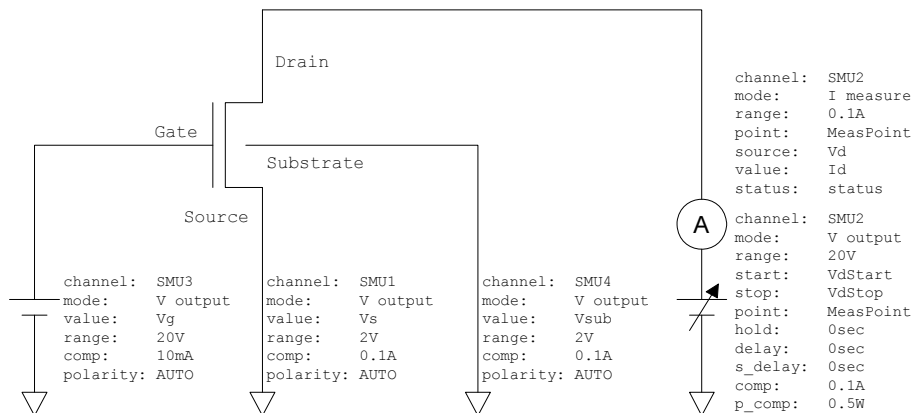 Drain
Gate
Substrate
Source
A
channel: SMU2
mode: I measure
range: 0.1A
point: MeasPoint
source: Vd
value: Id
status: status
channel: SMU3
mode: V output
value: Vg
range: 20V
comp: 10mA
polarity: AUTO
channel: SMU1
mode: V output
value: Vs
range: 2V
comp: 0.1A
polarity: AUTO
channel: SMU4
mode: V output
value: Vsub
range: 2V
comp: 0.1A
polarity: AUTO
channel: SMU2
mode: V output
range: 20V
start: VdStart
stop: VdStop
point: MeasPoint
hold: 0sec
delay: 0sec
s_delay: 0sec
comp: 0.1A
p_comp: 0.5W